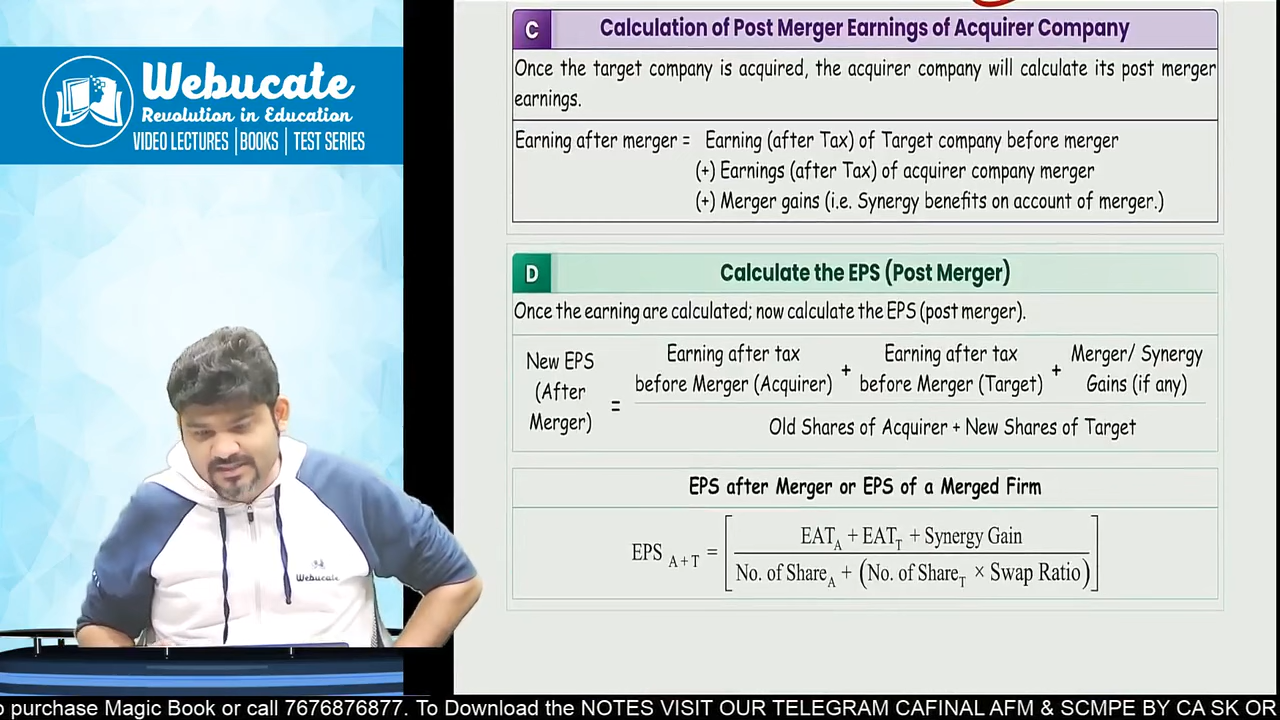 Webucate
Revolution in Education
VIDEO LECTURES | BOOKS | TEST SERIES
C Calculation of Post Merger Earnings of Acquirer Company
Once the target company is acquired, the acquirer company will calculate its post merger
earnings.
Earning after merger = Earning (after Tax) of Target company before merger
(+) Earnings (after Tax) of acquirer company merger
(+) Merger gains (i.e. Synergy benefits on account of merger.)
D Calculate the EPS (Post Merger)
Once the earning are calculated; now calculate the EPS (post merger).
New EPS
(After
Merger)
=
Earning after tax
before Merger (Acquirer)
+
Earning after tax
before Merger (Target)
+
Merger/ Synergy
Gains (if any)
Old Shares of Acquirer + New Shares of Target
EPS after Merger or EPS of a Merged Firm
EPS A+T = [
EATA + EATT + Synergy Gain
No. of ShareA + (No. of ShareT × Swap Ratio)
]
Webucate
purchase Magic Book or call 7676876877. To Download the NOTES VISIT OUR TELEGRAM CAFINAL AFM & SCMPE BY CA SK OR